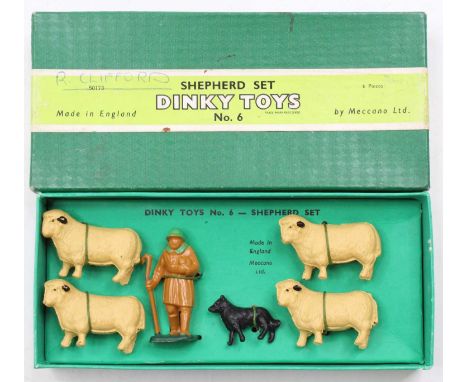 R. CLIFFORD
50173
SHEPHERD SET
6 Pieces
DINKY TOYS
Made in England
No. 6
by Meccano Ltd.
DINKY TOYS No. 6 — SHEPHERD SET
Made in
England
Meccano
Ltd.